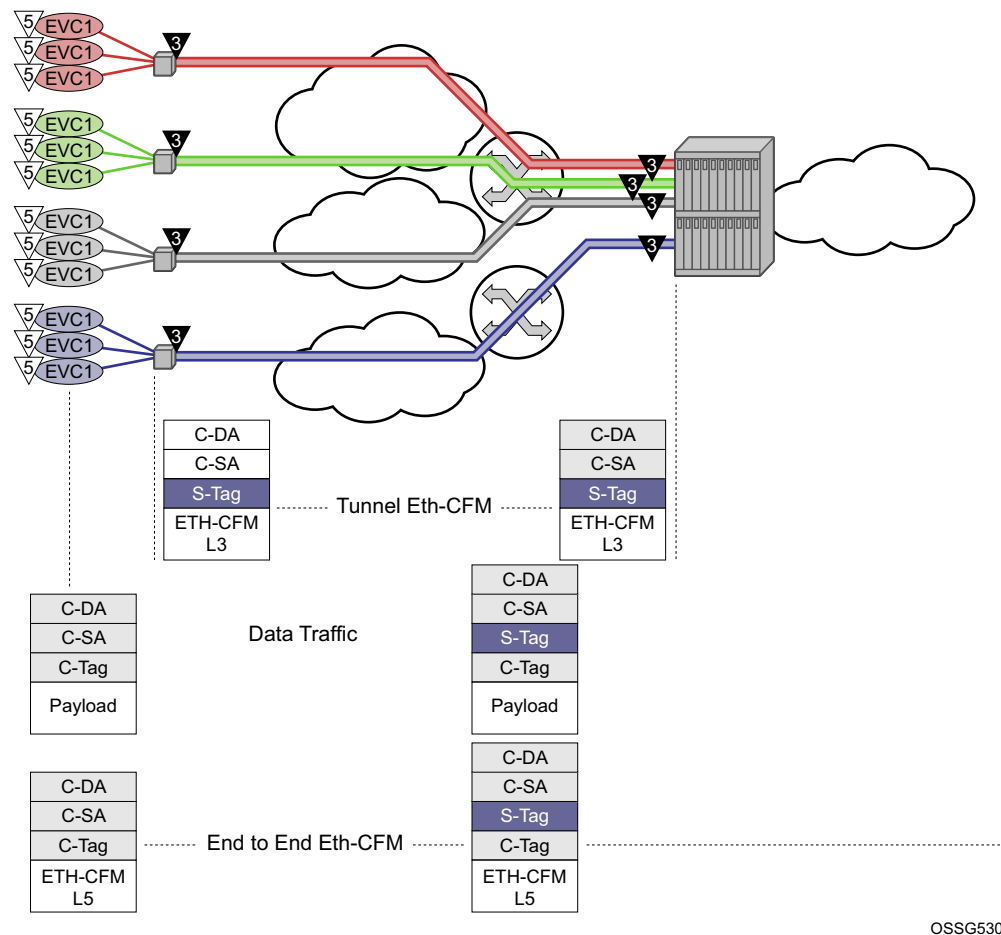 5 EVC1
5 EVC1
5 EVC1
3
5 EVC1
5 EVC1
5 EVC1
3
3
3
3
5 EVC1
5 EVC1
5 EVC1
3
3
5 EVC1
5 EVC1
5 EVC1
3
C-DA
C-SA
S-Tag
ETH-CFM
L3
Tunnel Eth-CFM
C-DA
C-SA
S-Tag
ETH-CFM
L3
C-DA
C-SA
C-Tag
Payload
Data Traffic
C-DA
C-SA
S-Tag
C-Tag
Payload
C-DA
C-SA
C-Tag
ETH-CFM
L5
End to End Eth-CFM
C-DA
C-SA
S-Tag
C-Tag
ETH-CFM
L5
OSSG530